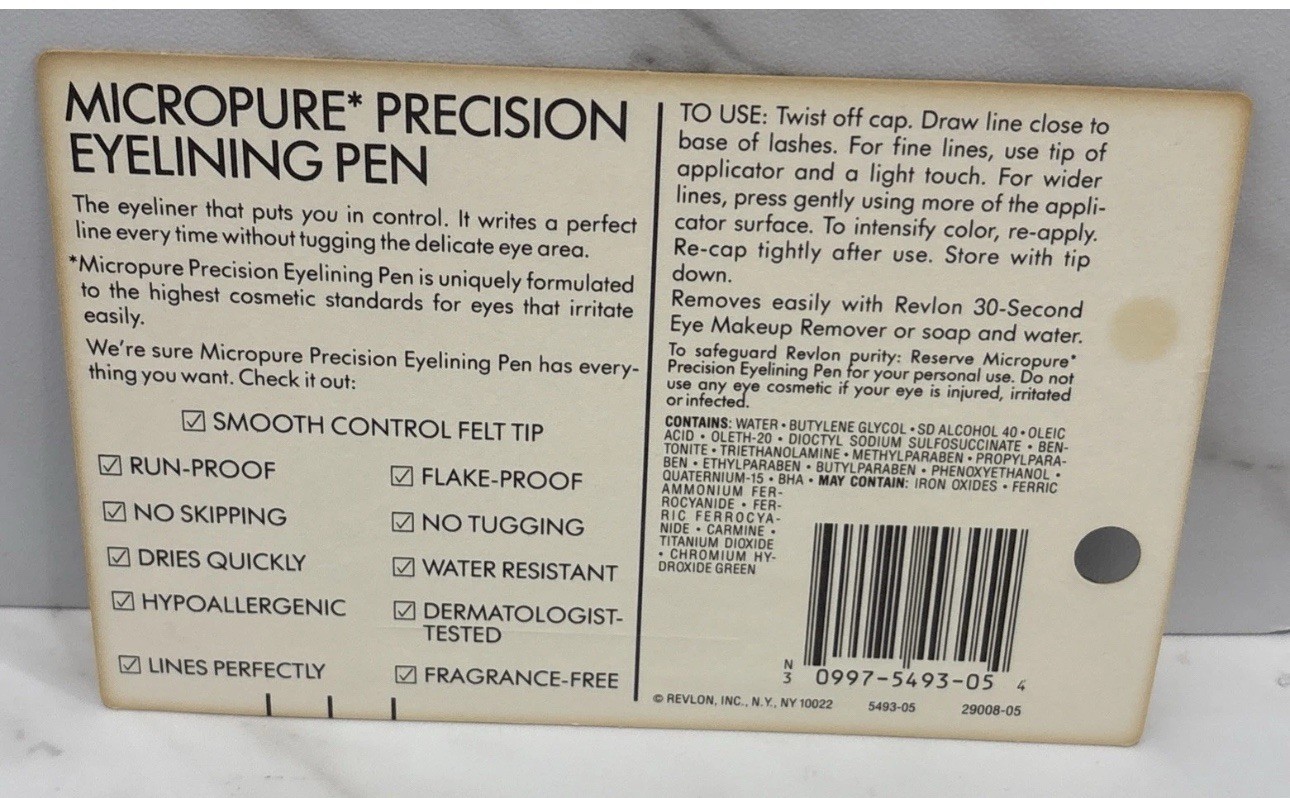 MICROPURE* PRECISION
EYELINING PEN
The eyeliner that puts you in control. It writes a perfect
line every time without tugging the delicate eye area.
*Micropure Precision Eyelining Pen is uniquely formulated
to the highest cosmetic standards for eyes that irritate
easily.
We're sure Micropure Precision Eyelining Pen has every-
thing you want. Check it out:
☑ SMOOTH CONTROL FELT TIP
☑ RUN-PROOF ☑ FLAKE-PROOF
☑ NO SKIPPING ☑ NO TUGGING
☑ DRIES QUICKLY ☑ WATER RESISTANT
☑ HYPOALLERGENIC ☑ DERMATOLOGIST-
TESTED
☑ LINES PERFECTLY ☑ FRAGRANCE-FREE
TO USE: Twist off cap. Draw line close to
base of lashes. For fine lines, use tip of
applicator and a light touch. For wider
lines, press gently using more of the appli-
cator surface. To intensify color, re-apply.
Re-cap tightly after use. Store with tip
down.
Removes easily with Revlon 30-Second
Eye Makeup Remover or soap and water.
To safeguard Revlon purity: Reserve Micropure*
Precision Eyelining Pen for your personal use. Do not
use any eye cosmetic if your eye is injured, irritated
or infected.
CONTAINS: WATER • BUTYLENE GLYCOL • SD ALCOHOL 40 • OLEIC
ACID • OLETH-20 • DIOCTYL SODIUM SULFOSUCCINATE • BEN-
TONITE • TRIETHANOLAMINE • METHYLPARABEN • PROPYLPARA-
BEN • ETHYLPARABEN • BUTYLPARABEN • PHENOXYETHANOL •
QUATERNIUM-15 • BHA • MAY CONTAIN: IRON OXIDES • FERRIC
AMMONIUM FER-
ROCYANIDE • FER-
RIC FERROCYA-
NIDE • CARMINE •
TITANIUM DIOXIDE
• CHROMIUM HY-
DROXIDE GREEN
N
3 0997-5493-05 4
© REVLON, INC., N.Y., NY 10022 5493-05 29008-05